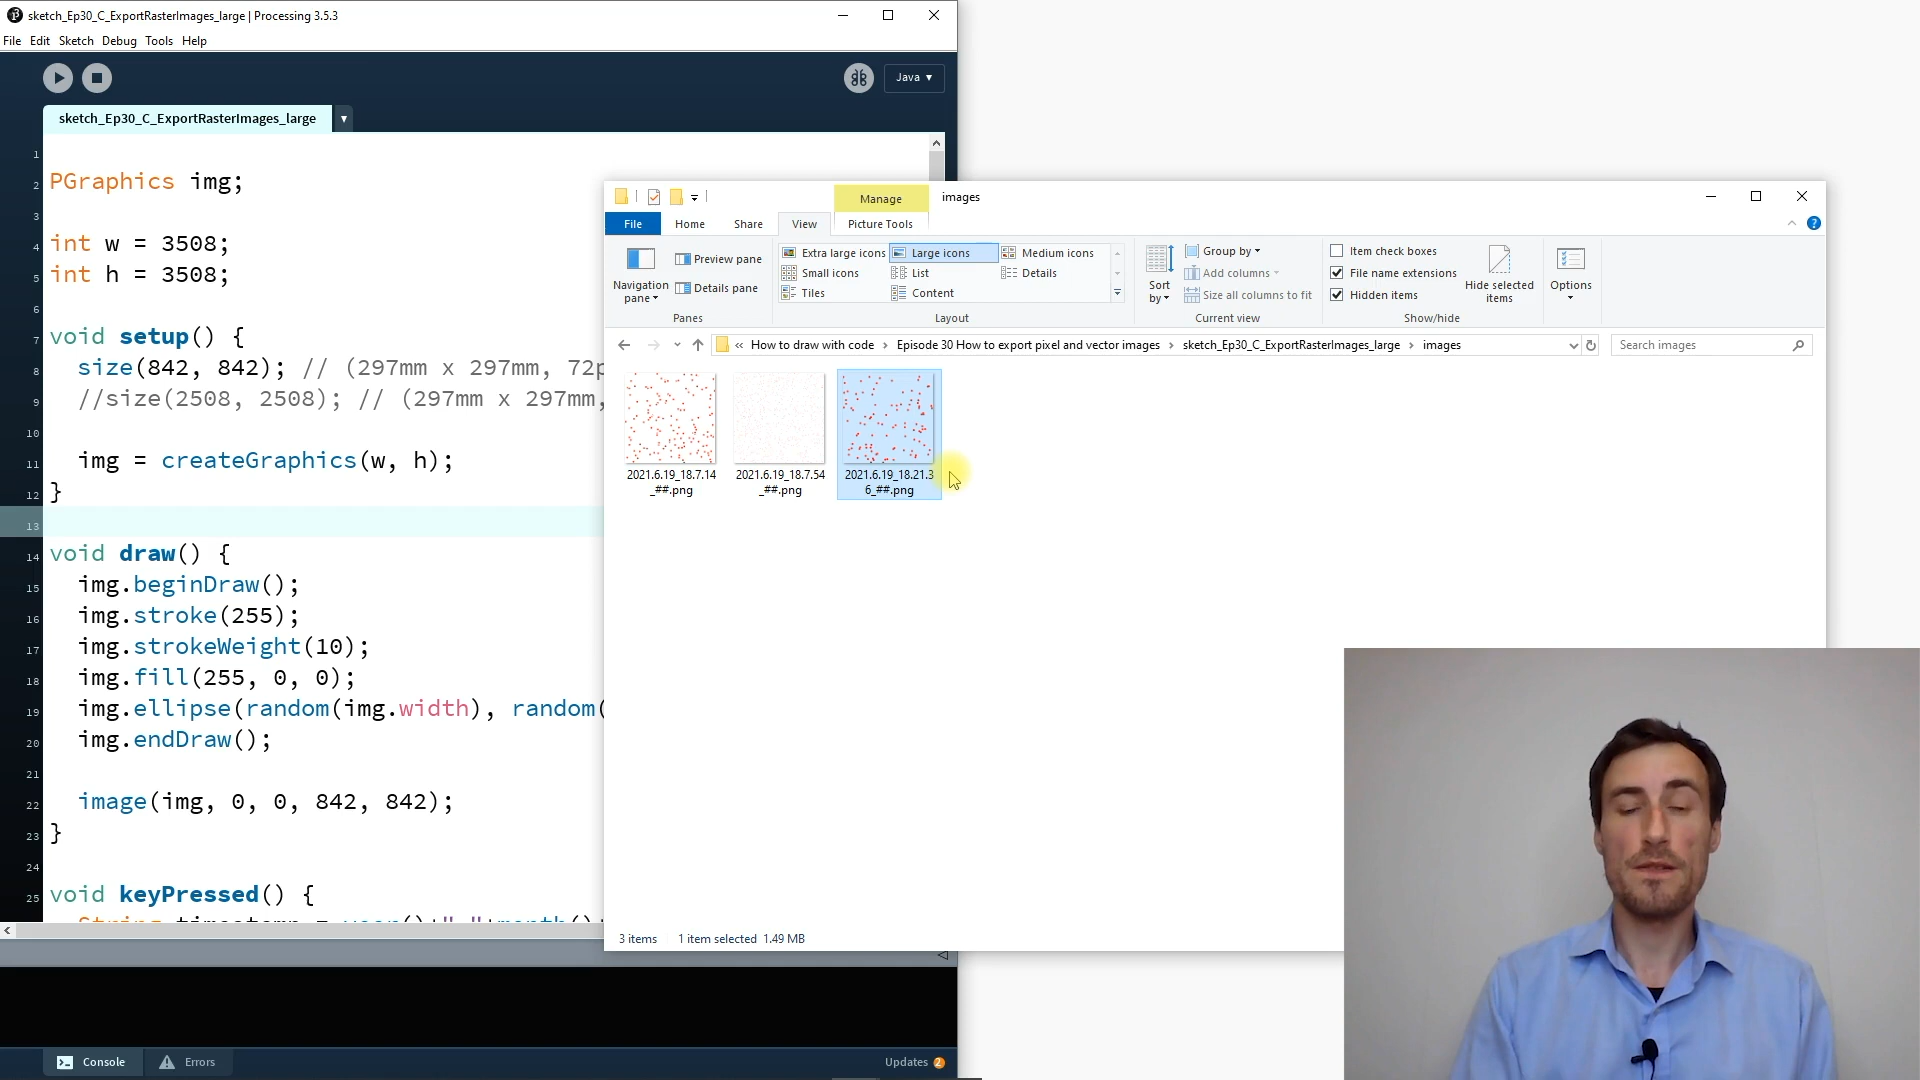 sketch_Ep30_C_ExportRasterImages_large | Processing 3.5.3
File Edit Sketch Debug Tools Help
Java ▾
sketch_Ep30_C_ExportRasterImages_large ▼
1
2 PGraphics img;
3
4 int w = 3508;
5 int h = 3508;
6
7 void setup() {
8 size(842, 842); // (297mm x 297mm, 72
9 //size(2508, 2508); // (297mm x 297mm,
10
11 img = createGraphics(w, h);
12 }
13
14 void draw() {
15 img.beginDraw();
16 img.stroke(255);
17 img.strokeWeight(10);
18 img.fill(255, 0, 0);
19 img.ellipse(random(img.width), random(
20 img.endDraw();
21
22 image(img, 0, 0, 842, 842);
23 }
24
25 void keyPressed() {
String timestamp = year()+"."+month()+
Console Errors
Updates 2
Manage images
File Home Share View Picture Tools
Navigation pane
Preview pane
Details pane
Panes
Extra large icons Large icons Medium icons
Small icons List Details
Tiles Content
Layout
Sort by
Group by
Add columns
Size all columns to fit
Current view
Item check boxes
File name extensions
Hidden items
Hide selected items
Show/hide
Options
« How to draw with code › Episode 30 How to export pixel and vector images › sketch_Ep30_C_ExportRasterImages_large › images
Search images
2021.6.19_18.7.14
_##.png
2021.6.19_18.7.54
_##.png
2021.6.19_18.21.3
6_##.png
3 items 1 item selected 1.49 MB